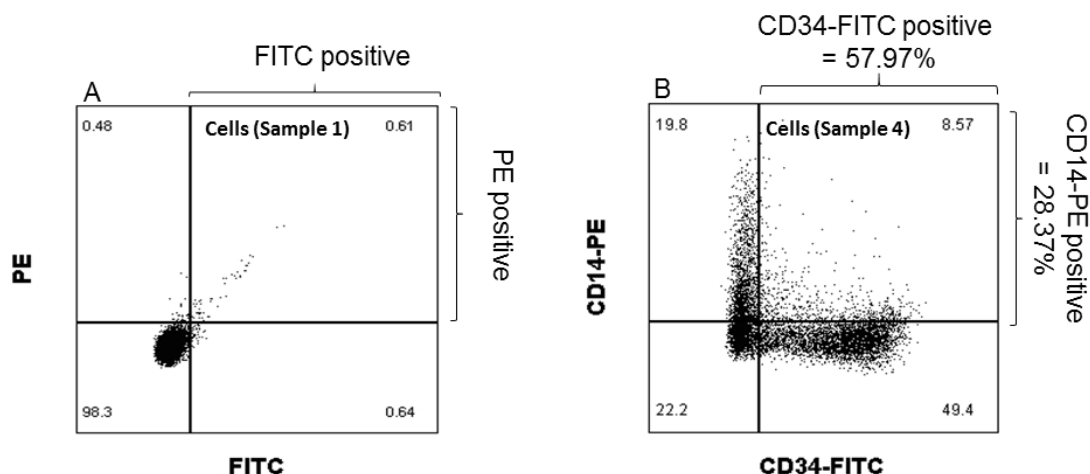 FITC positive
A
Cells (Sample 1)
0.48
0.61
98.3
0.64
PE
FITC
PE positive
CD34-FITC positive
= 57.97%
B
Cells (Sample 4)
19.8
8.57
22.2
49.4
CD14-PE
CD34-FITC
CD14-PE positive
= 28.37%